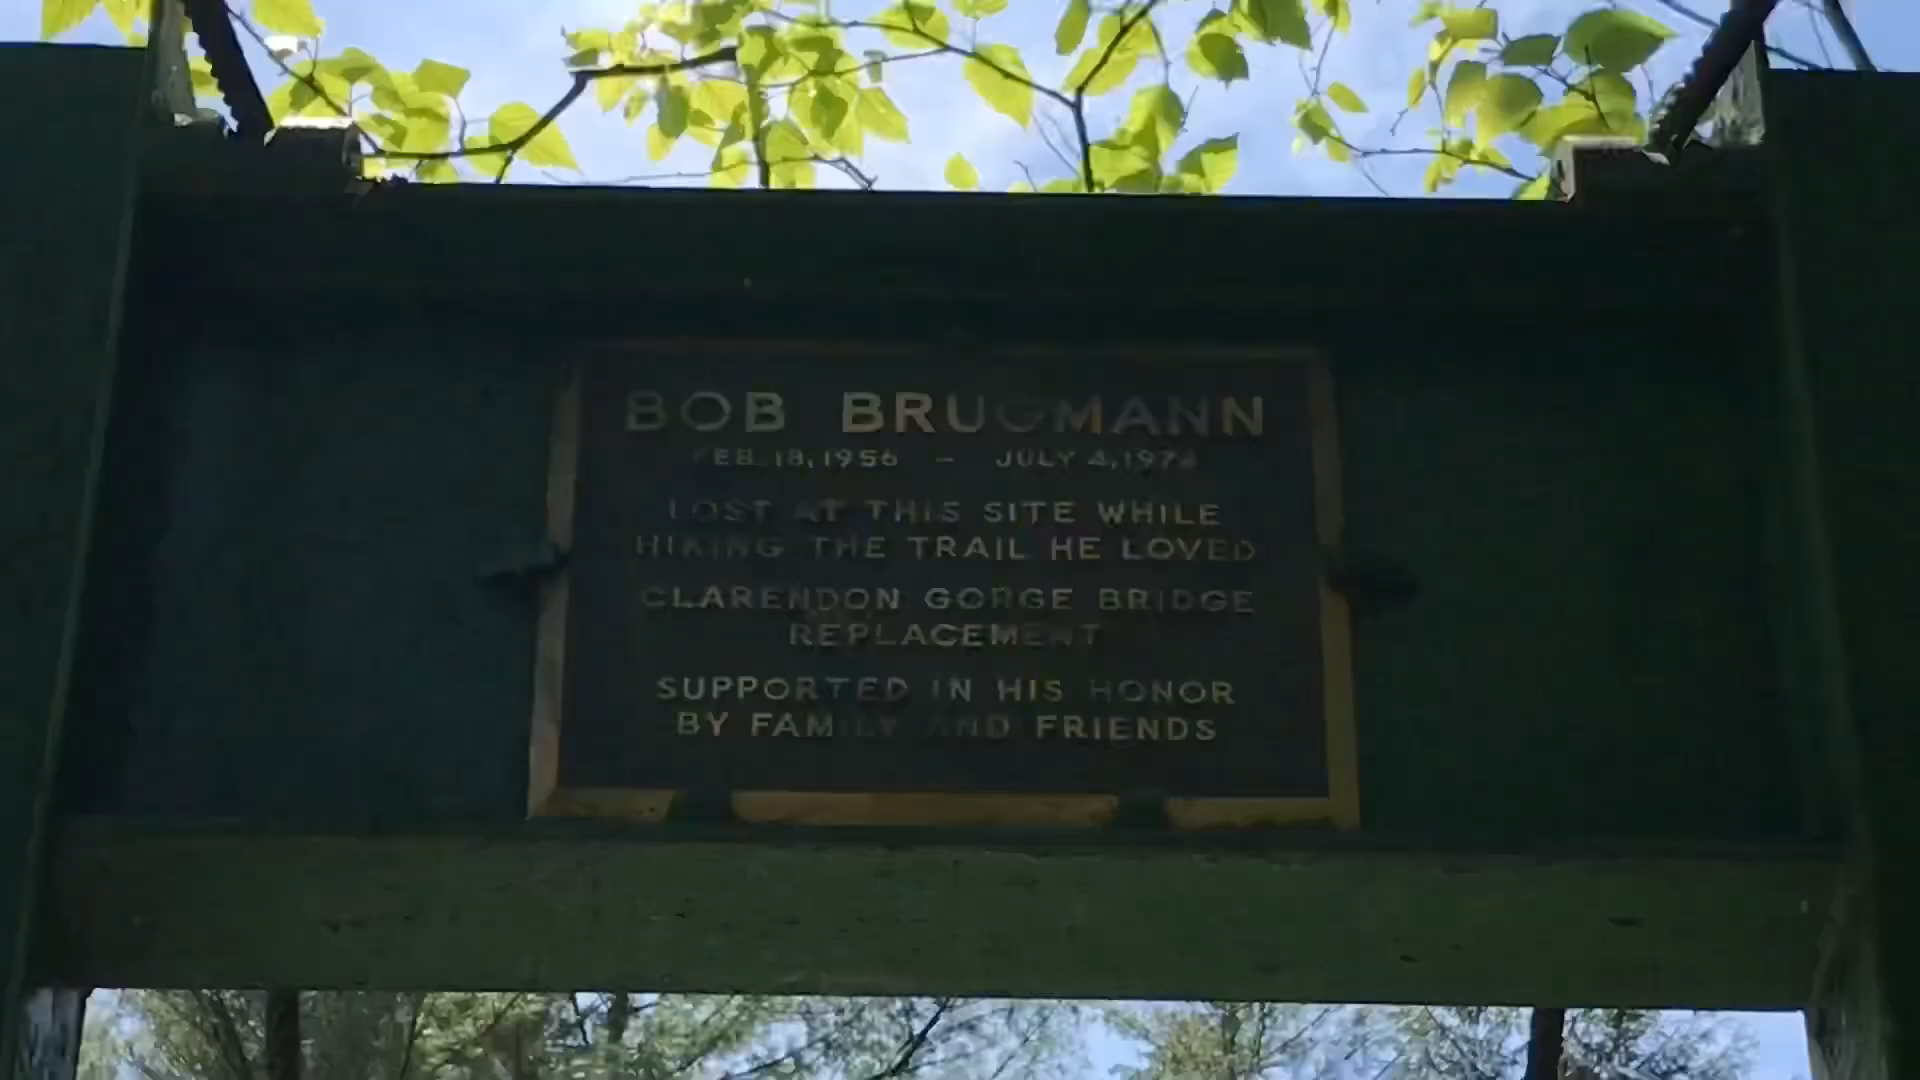 BOB BRUGMANN
FEB. 18, 1956 - JULY 4, 1973
LOST AT THIS SITE WHILE
HIKING THE TRAIL HE LOVED
CLARENDON GORGE BRIDGE
REPLACEMENT
SUPPORTED IN HIS HONOR
BY FAMILY AND FRIENDS